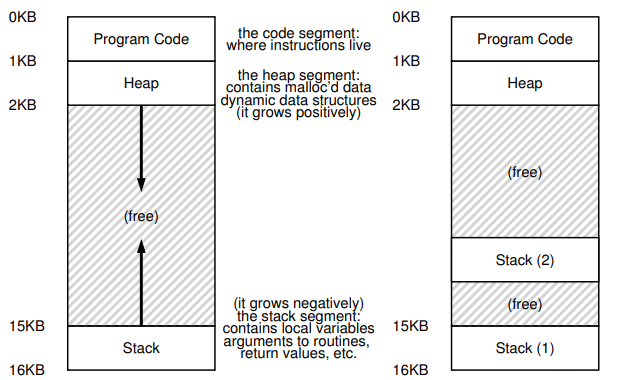 0KB
Program Code
1KB
Heap
2KB
(free)
15KB
Stack
16KB
the code segment:
where instructions live
the heap segment:
contains malloc'd data
dynamic data structures
(it grows positively)
(it grows negatively)
the stack segment:
contains local variables
arguments to routines,
return values, etc.
0KB
Program Code
1KB
Heap
2KB
(free)
Stack (2)
(free)
15KB
Stack (1)
16KB